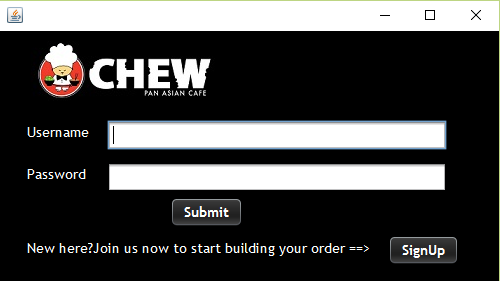 CHEW
PAN ASIAN CAFE
Username
Password
Submit
New here?Join us now to start building your order ==>
SignUp